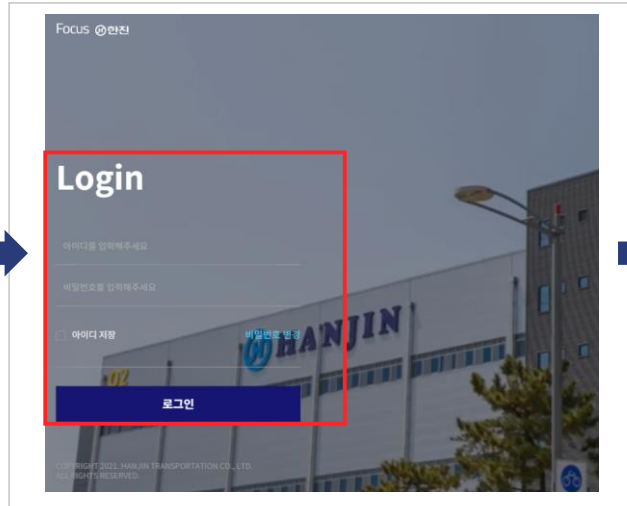 Focus 한진
Login
아이디를 입력해주세요
비밀번호를 입력해주세요
아이디 저장
비밀번호 변경
HANJIN
02
로그인
COPYRIGHT 2021. HANJIN TRANSPORTATION CO., LTD.
ALL RIGHTS RESERVED.